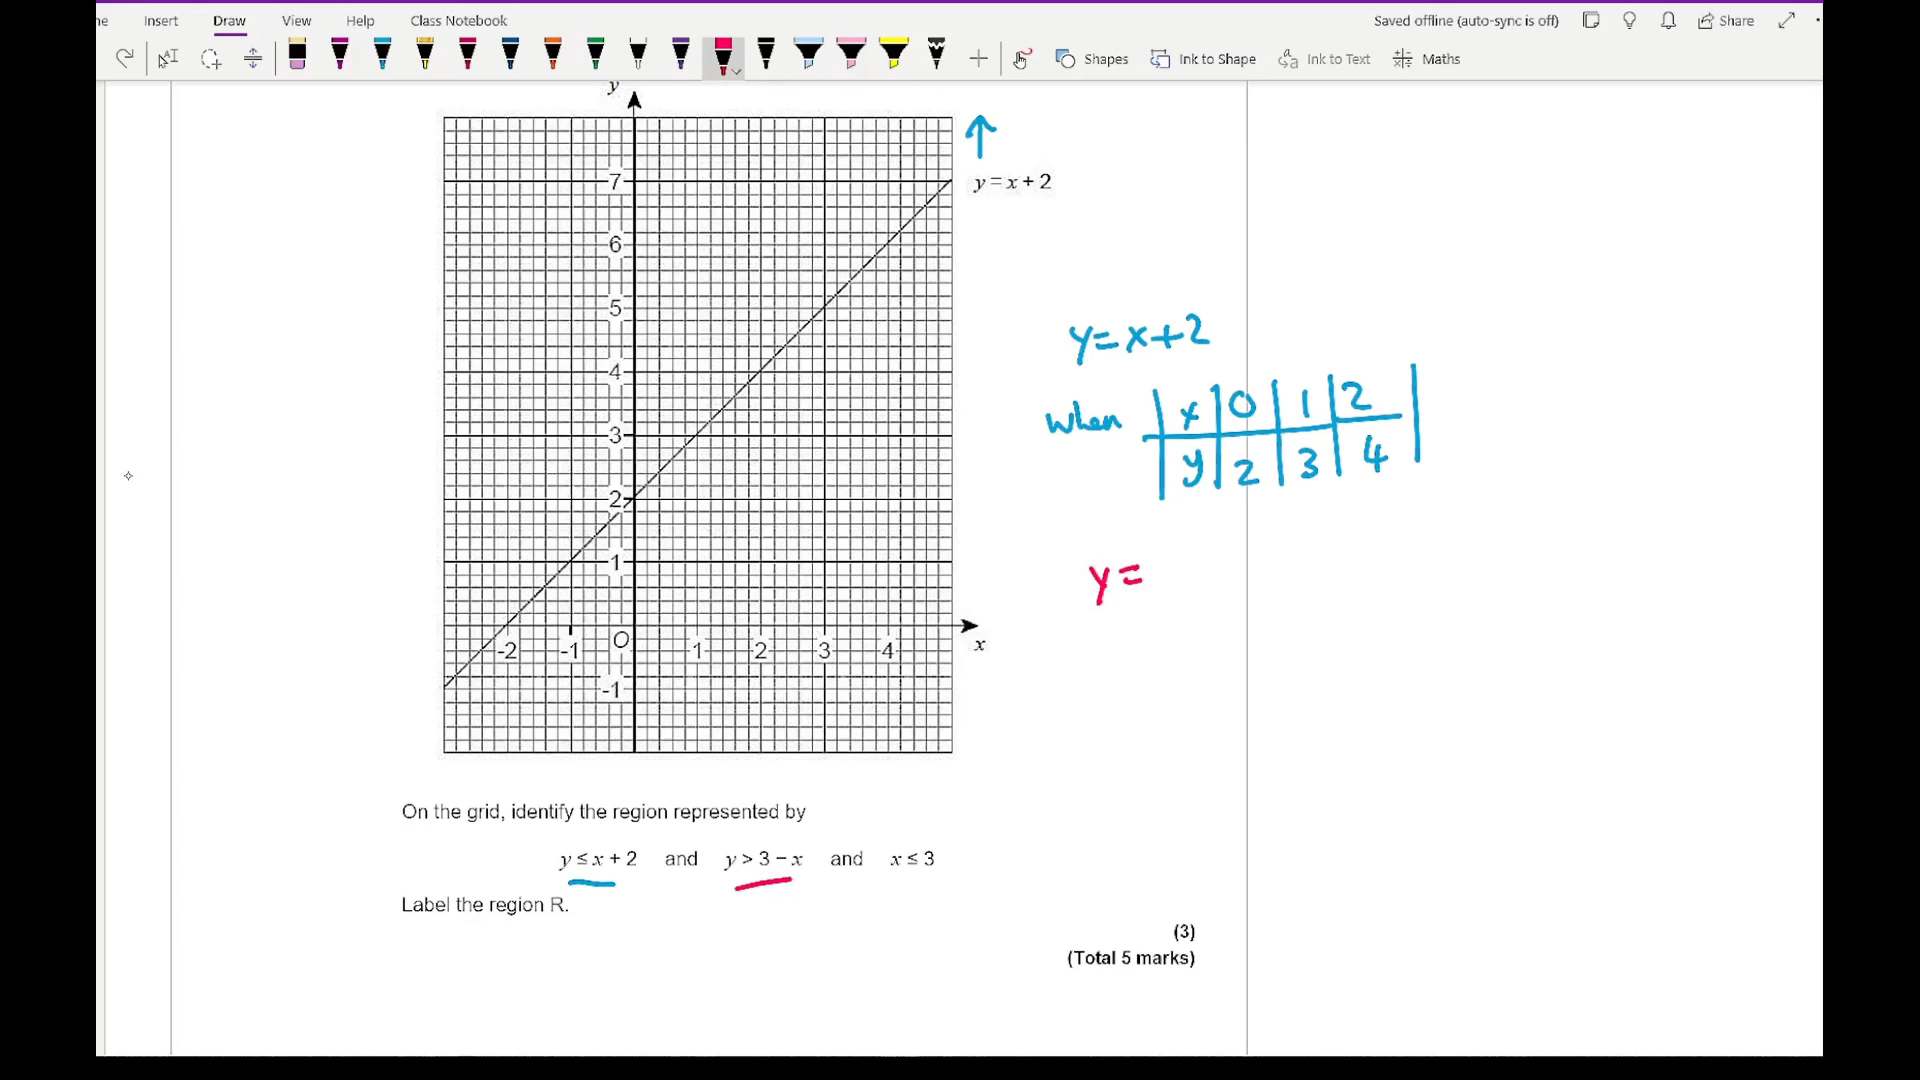 ne Insert Draw View Help Class Notebook Saved offline (auto-sync is off) Share
Shapes Ink to Shape Ink to Text Maths
y
7
y = x + 2
6
5
y=x+2
4
when x 0 1 2
y 2 3 4
3
2
1
y=
O
x
-2 -1 1 2 3 4
-1
On the grid, identify the region represented by
y ≤ x + 2 and y > 3 − x and x ≤ 3
Label the region R.
(3)
(Total 5 marks)